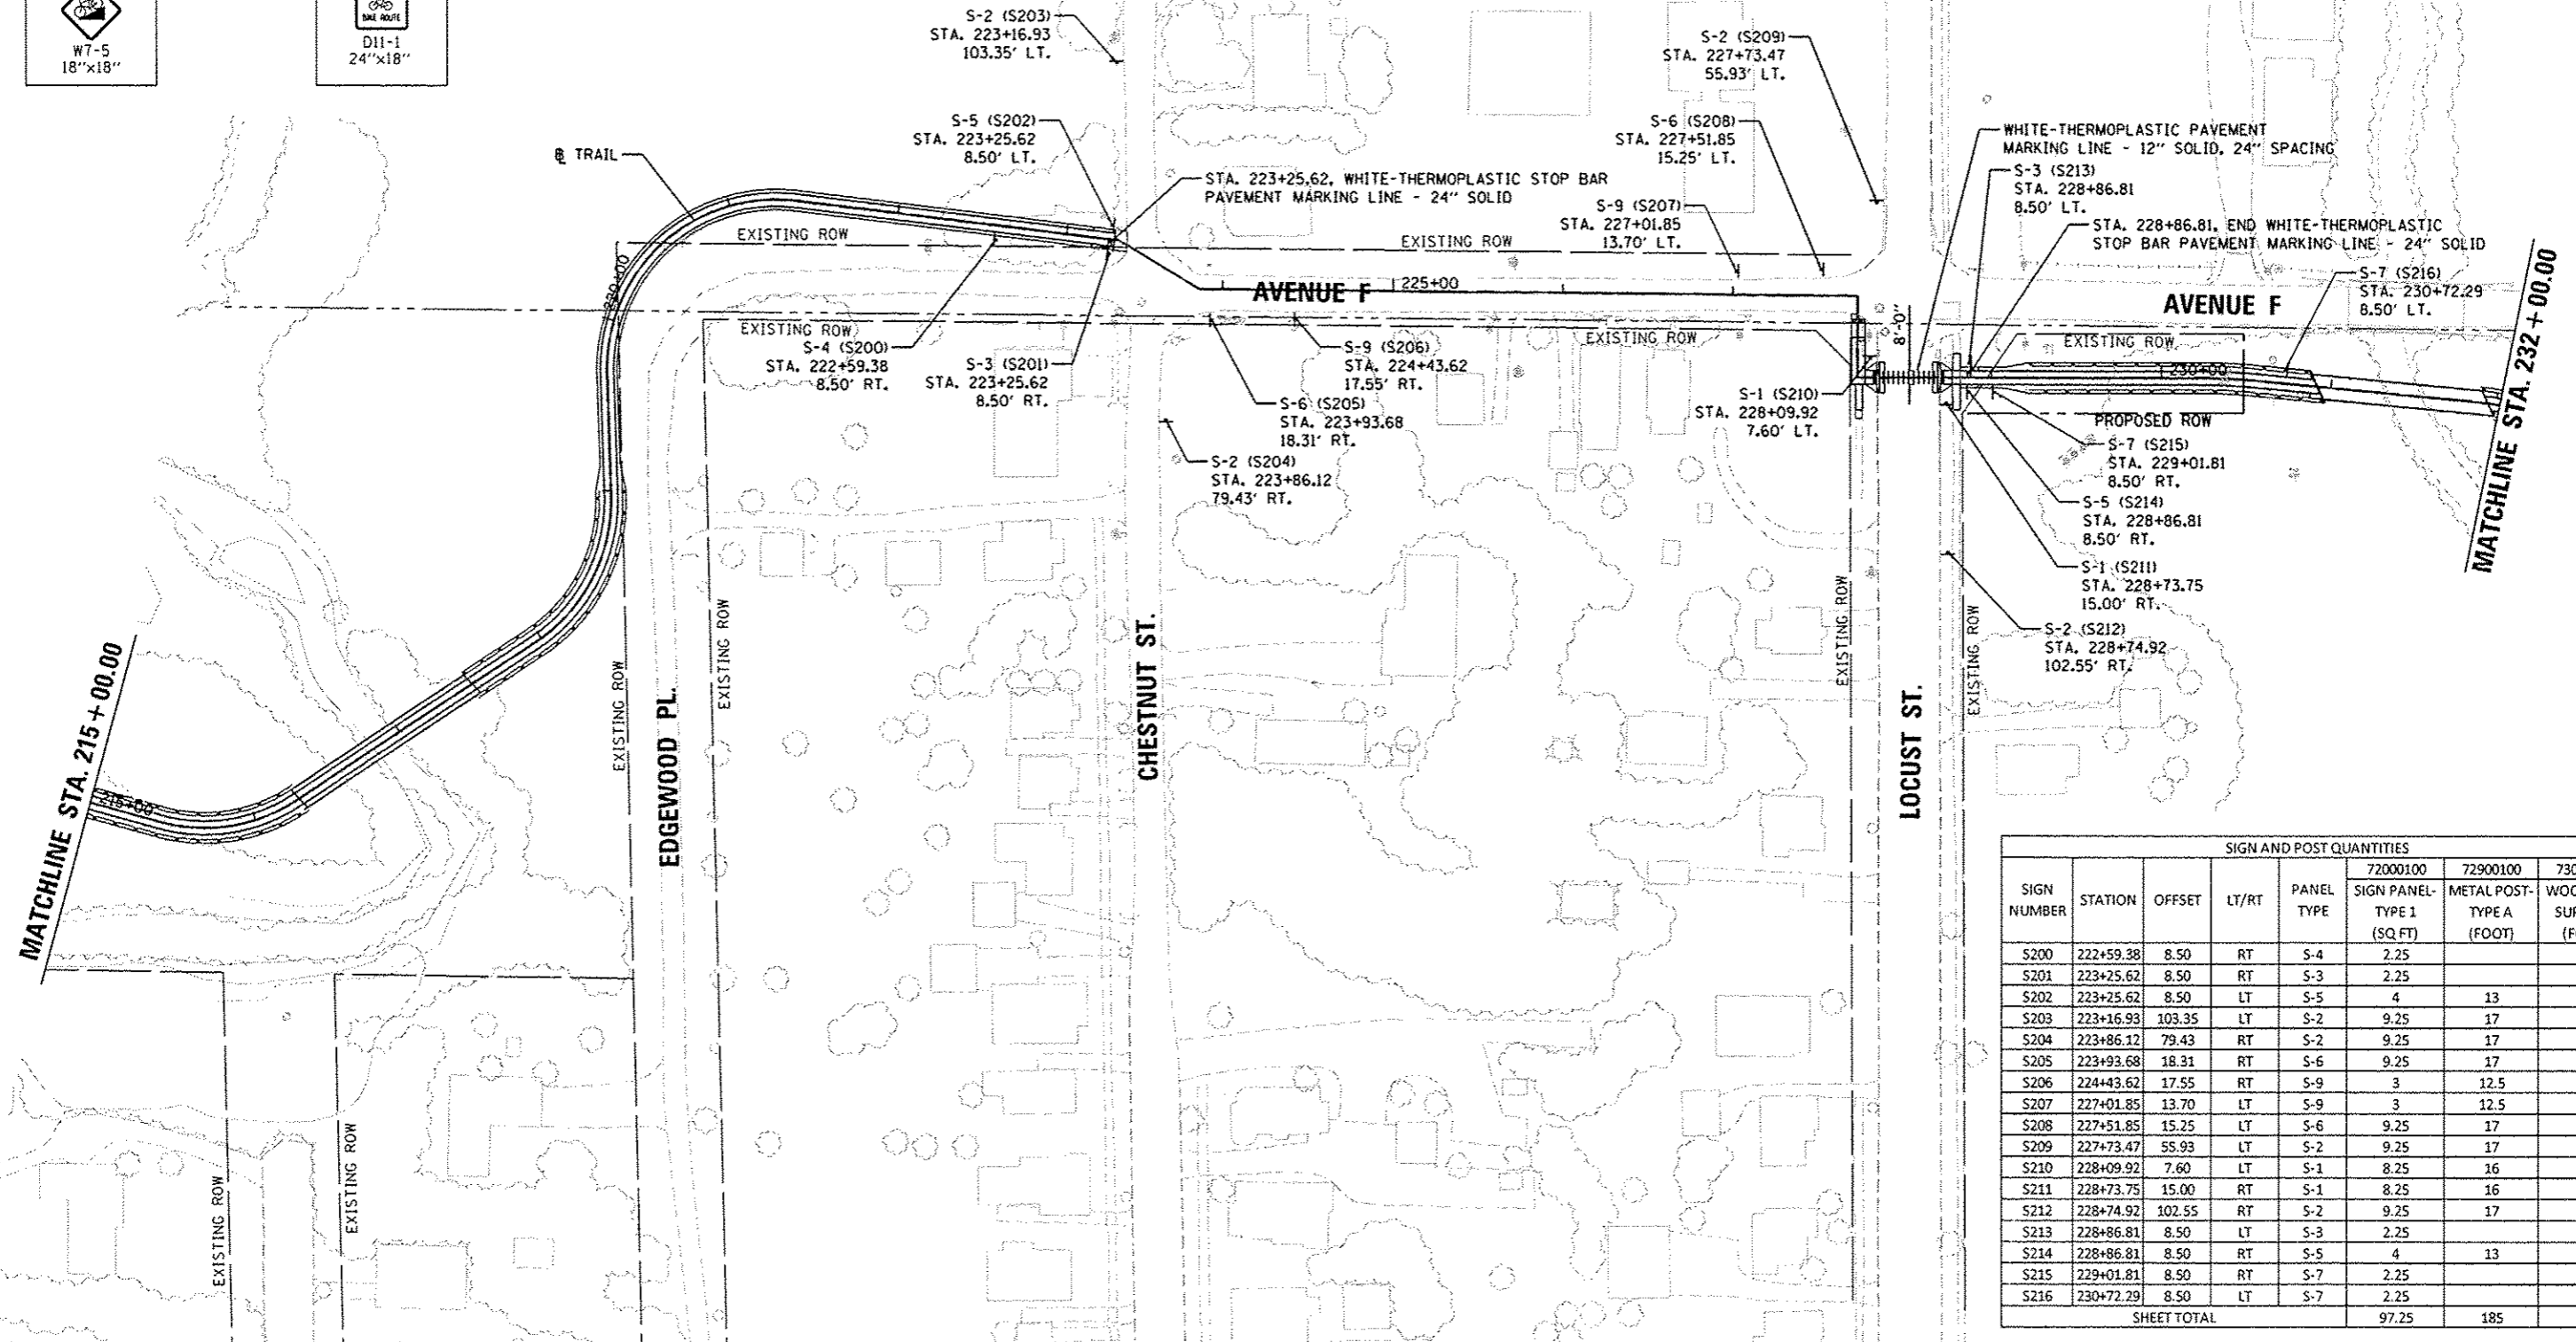 W7-5
18"x18"
BIKE ROUTE
D11-1
24"x18"
S-2 (S203)
STA. 223+16.93
103.35' LT.
S-5 (S202)
STA. 223+25.62
8.50' LT.
℄ TRAIL
STA. 223+25.62, WHITE-THERMOPLASTIC STOP BAR
PAVEMENT MARKING LINE - 24" SOLID
S-2 (S209)
STA. 227+73.47
55.93' LT.
S-6 (S208)
STA. 227+51.85
15.25' LT.
S-9 (S207)
STA. 227+01.85
13.70' LT.
WHITE-THERMOPLASTIC PAVEMENT
MARKING LINE - 12" SOLID, 24" SPACING
S-3 (S213)
STA. 228+86.81
8.50' LT.
STA. 228+86.81, END WHITE-THERMOPLASTIC
STOP BAR PAVEMENT MARKING LINE - 24" SOLID
S-7 (S216)
STA. 230+72.29
8.50' LT.
EXISTING ROW
EXISTING ROW
220+00
AVENUE F
225+00
AVENUE F
EXISTING ROW
EXISTING ROW
EXISTING ROW
8'-0"
230+00
PROPOSED ROW
S-4 (S200)
STA. 222+59.38
8.50' RT.
S-3 (S201)
STA. 223+25.62
8.50' RT.
S-9 (S206)
STA. 224+43.62
17.55' RT.
S-6 (S205)
STA. 223+93.68
18.31' RT.
S-2 (S204)
STA. 223+86.12
79.43' RT.
S-1 (S210)
STA. 228+09.92
7.60' LT.
S-7 (S215)
STA. 229+01.81
8.50' RT.
S-5 (S214)
STA. 228+86.81
8.50' RT.
S-1 (S211)
STA. 228+73.75
15.00' RT.
S-2 (S212)
STA. 228+74.92
102.55' RT.
MATCHLINE STA. 232+00.00
MATCHLINE STA. 215+00.00
215+00
EXISTING ROW
EDGEWOOD PL.
EXISTING ROW
CHESTNUT ST.
EXISTING ROW
LOCUST ST.
EXISTING ROW
EXISTING ROW
EXISTING ROW
SIGN AND POST QUANTITIES
72000100 72900100 730
SIGN NUMBER STATION OFFSET LT/RT PANEL TYPE SIGN PANEL-TYPE 1 (SQ FT) METAL POST-TYPE A (FOOT)
S200 222+59.38 8.50 RT S-4 2.25
S201 223+25.62 8.50 RT S-3 2.25
S202 223+25.62 8.50 LT S-5 4 13
S203 223+16.93 103.35 LT S-2 9.25 17
S204 223+86.12 79.43 RT S-2 9.25 17
S205 223+93.68 18.31 RT S-6 9.25 17
S206 224+43.62 17.55 RT S-9 3 12.5
S207 227+01.85 13.70 LT S-9 3 12.5
S208 227+51.85 15.25 LT S-6 9.25 17
S209 227+73.47 55.93 LT S-2 9.25 17
S210 228+09.92 7.60 LT S-1 8.25 16
S211 228+73.75 15.00 RT S-1 8.25 16
S212 228+74.92 102.55 RT S-2 9.25 17
S213 228+86.81 8.50 LT S-3 2.25
S214 228+86.81 8.50 RT S-5 4 13
S215 229+01.81 8.50 RT S-7 2.25
S216 230+72.29 8.50 LT S-7 2.25
SHEET TOTAL 97.25 185